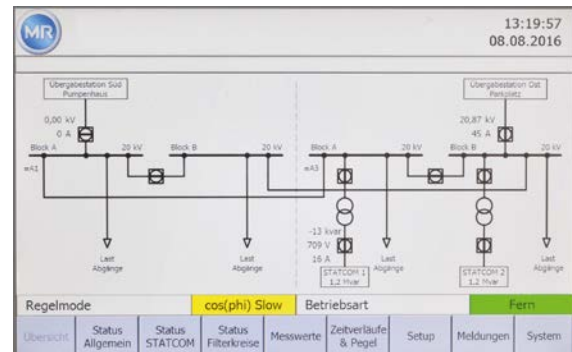 MR
13:19:57
08.08.2016
Übergabestation Süd
Pumpenhaus
Übergabestation Ost
Parkplatz
0,00 kV
0 A
20,87 kV
45 A
Block A
20 kV
Block B
20 kV
Block A
20 kV
Block B
20 kV
mA1
mA3
-13 kvar
709 V
16 A
Last
Abgänge
Last
Abgänge
STATCOM 1
1,2 Mvar
Last
Abgänge
STATCOM 2
1,2 Mvar
Last
Abgänge
Regelmode
cos(phi) Slow
Betriebsart
Fern
Übersicht
Status
Allgemein
Status
STATCOM
Status
Filterkreise
Messwerte
Zeitverläufe
& Pegel
Setup
Meldungen
System